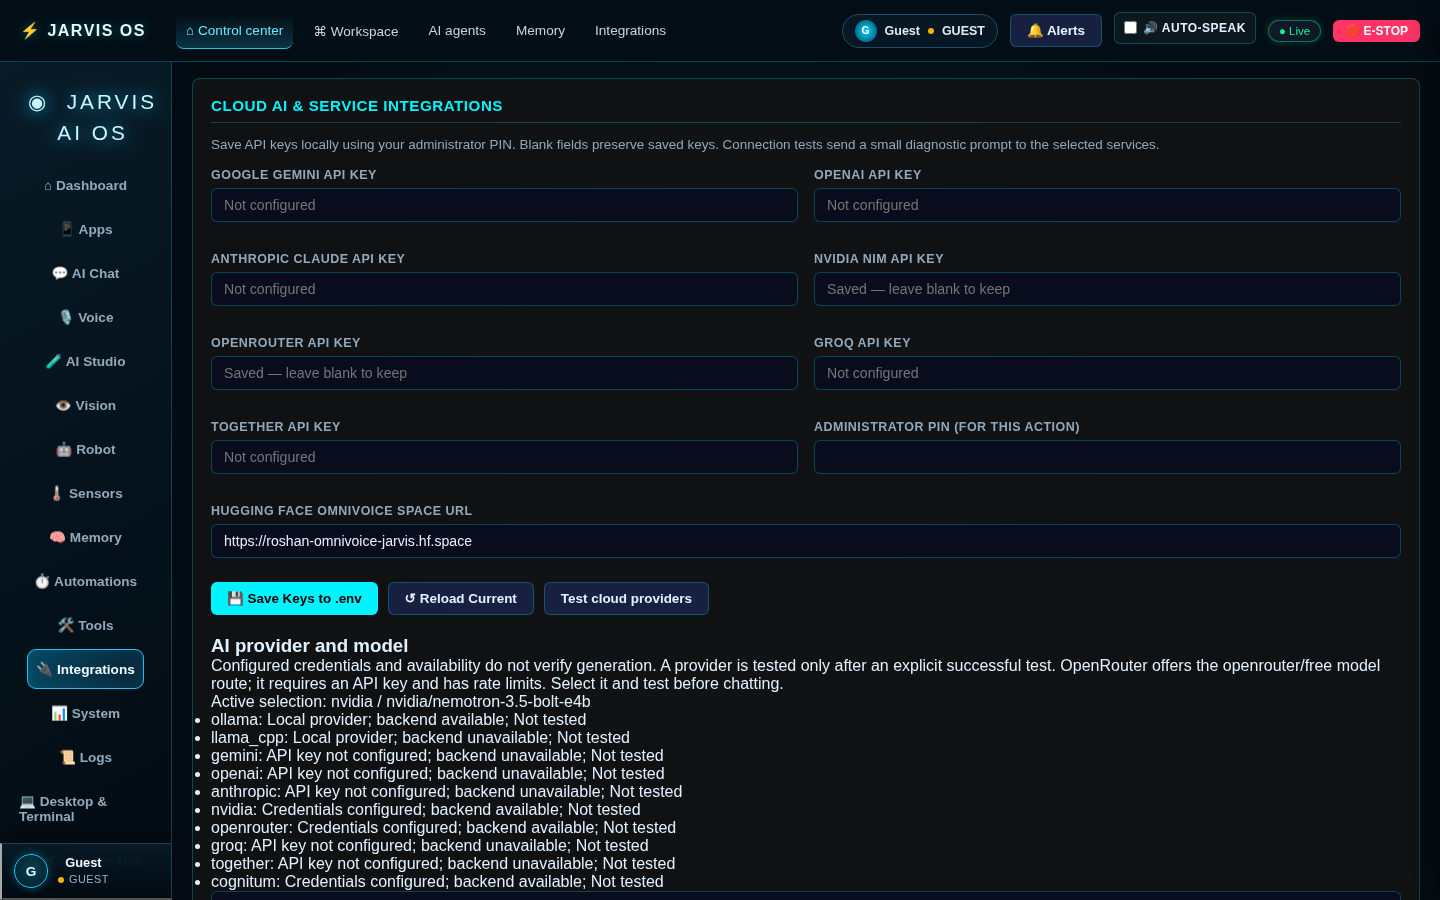 ⚡ JARVIS OS
⌂ Control center
⌘ Workspace
AI agents
Memory
Integrations
G Guest ● GUEST
🔔 Alerts
🔊 AUTO-SPEAK
● Live
🛑 E-STOP
◉ JARVIS
AI OS
⌂ Dashboard
📱 Apps
💬 AI Chat
🎙️ Voice
🧪 AI Studio
👁️ Vision
🤖 Robot
🌡️ Sensors
🧠 Memory
⏱️ Automations
🛠️ Tools
🔌 Integrations
📊 System
📜 Logs
💻 Desktop &
Terminal
G
Guest
● GUEST
CLOUD AI & SERVICE INTEGRATIONS
Save API keys locally using your administrator PIN. Blank fields preserve saved keys. Connection tests send a small diagnostic prompt to the selected services.
GOOGLE GEMINI API KEY
Not configured
OPENAI API KEY
Not configured
ANTHROPIC CLAUDE API KEY
Not configured
NVIDIA NIM API KEY
Saved — leave blank to keep
OPENROUTER API KEY
Saved — leave blank to keep
GROQ API KEY
Not configured
TOGETHER API KEY
Not configured
ADMINISTRATOR PIN (FOR THIS ACTION)
HUGGING FACE OMNIVOICE SPACE URL
https://roshan-omnivoice-jarvis.hf.space
💾 Save Keys to .env
↺ Reload Current
Test cloud providers
AI provider and model
Configured credentials and availability do not verify generation. A provider is tested only after an explicit successful test. OpenRouter offers the openrouter/free model
route; it requires an API key and has rate limits. Select it and test before chatting.
Active selection: nvidia / nvidia/nemotron-3.5-bolt-e4b
• ollama: Local provider; backend available; Not tested
• llama_cpp: Local provider; backend unavailable; Not tested
• gemini: API key not configured; backend unavailable; Not tested
• openai: API key not configured; backend unavailable; Not tested
• anthropic: API key not configured; backend unavailable; Not tested
• nvidia: Credentials configured; backend available; Not tested
• openrouter: Credentials configured; backend available; Not tested
• groq: API key not configured; backend unavailable; Not tested
• together: API key not configured; backend unavailable; Not tested
• cognitum: Credentials configured; backend available; Not tested